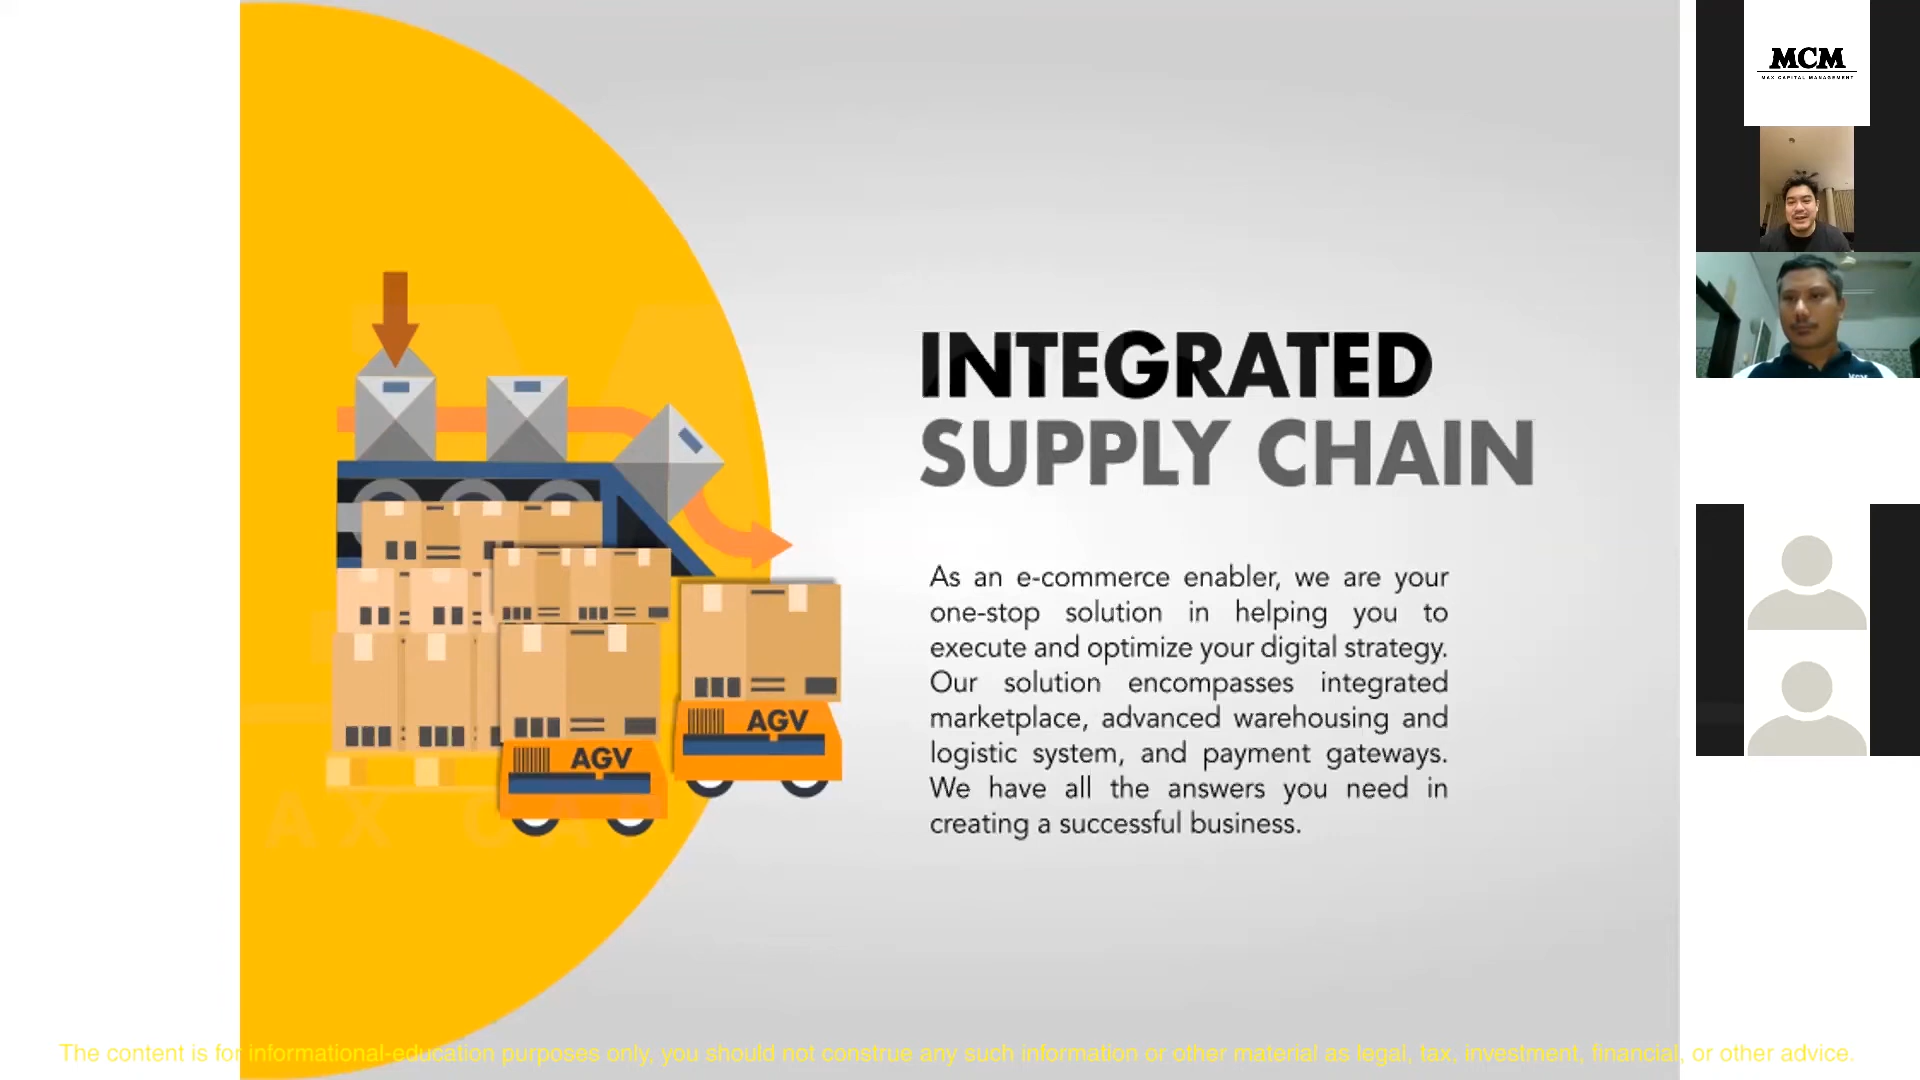 MCM
MAX CAPITAL MANAGEMENT
INTEGRATED
SUPPLY CHAIN
As an e-commerce enabler, we are your
one-stop solution in helping you to
execute and optimize your digital strategy.
Our solution encompasses integrated
marketplace, advanced warehousing and
logistic system, and payment gateways.
We have all the answers you need in
creating a successful business.
AGV
AGV
The content is for informational-education purposes only, you should not construe any such information or other material as legal, tax, investment, financial, or other advice.